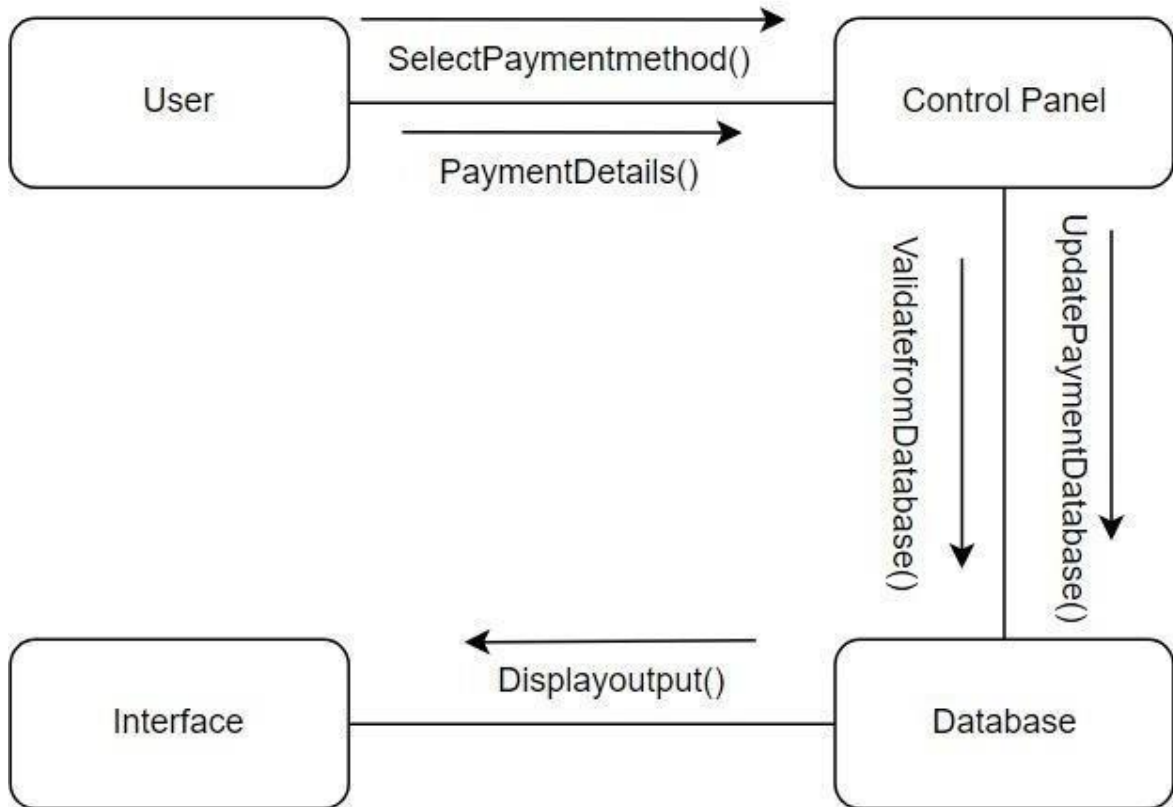 SelectPaymentmethod()
User
Control Panel
PaymentDetails()
ValidatefromDatabase()
UpdatePaymentDatabase()
Displayoutput()
Interface
Database